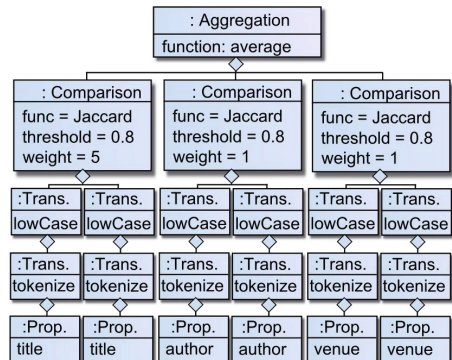 : Aggregation
function: average
: Comparison
func = Jaccard
threshold = 0.8
weight = 5
: Comparison
func = Jaccard
threshold = 0.8
weight = 1
: Comparison
func = Jaccard
threshold = 0.8
weight = 1
:Trans. :Trans. :Trans. :Trans. :Trans. :Trans.
lowCase lowCase lowCase lowCase lowCase lowCase
:Trans. :Trans. :Trans. :Trans. :Trans. :Trans.
tokenize tokenize tokenize tokenize tokenize tokenize
:Prop. :Prop. :Prop. :Prop. :Prop. :Prop.
title title author author venue venue